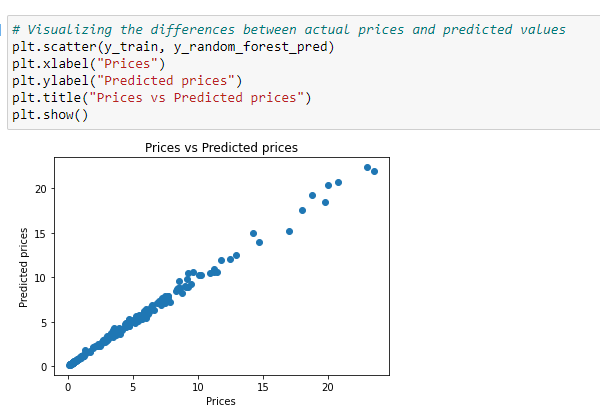 # Visualizing the differences between actual prices and predicted values
plt.scatter(y_train, y_random_forest_pred)
plt.xlabel("Prices")
plt.ylabel("Predicted prices")
plt.title("Prices vs Predicted prices")
plt.show()
Prices vs Predicted prices
20
15
10
5
0
Predicted prices
0 5 10 15 20
Prices